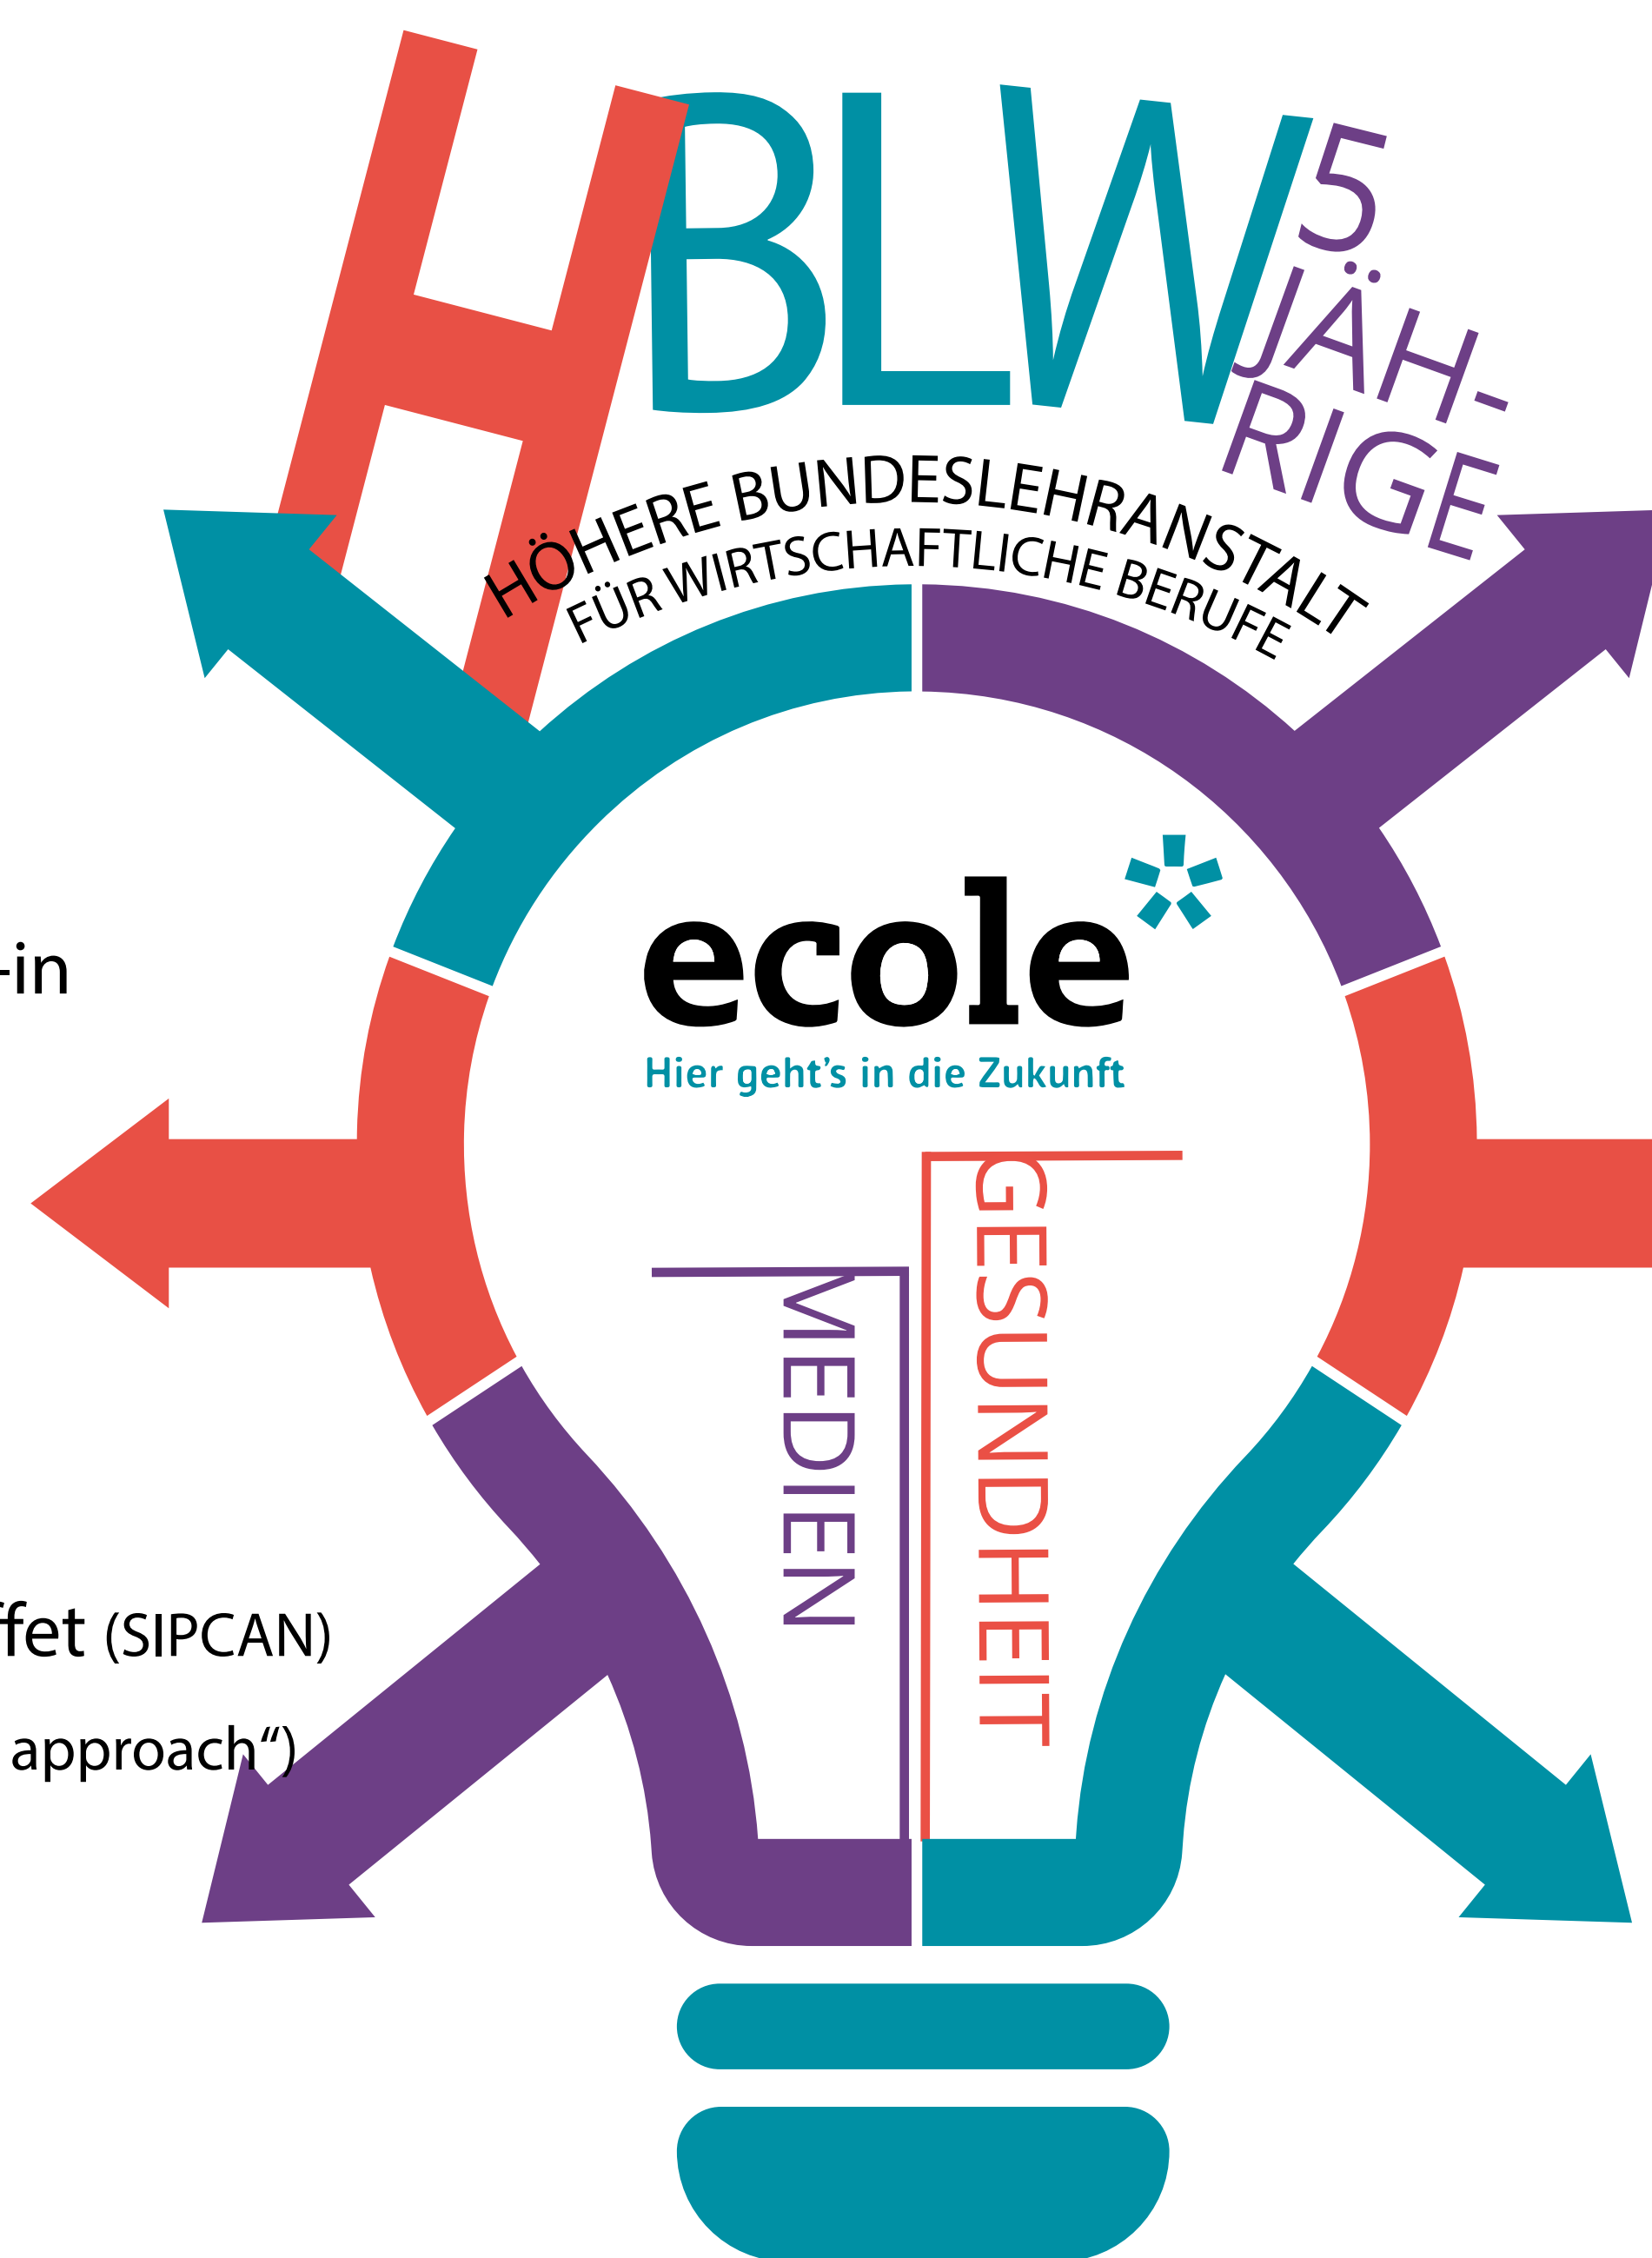 HBLW
5
JÄH-
RIGE
HÖHERE BUNDESLEHRANSTALT
FÜR WIRTSCHAFTLICHE BERUFE
ecole
Hier geht's in die Zukunft
-in
GESUNDHEIT
MEDIEN
ffet (SIPCAN)
approach“)